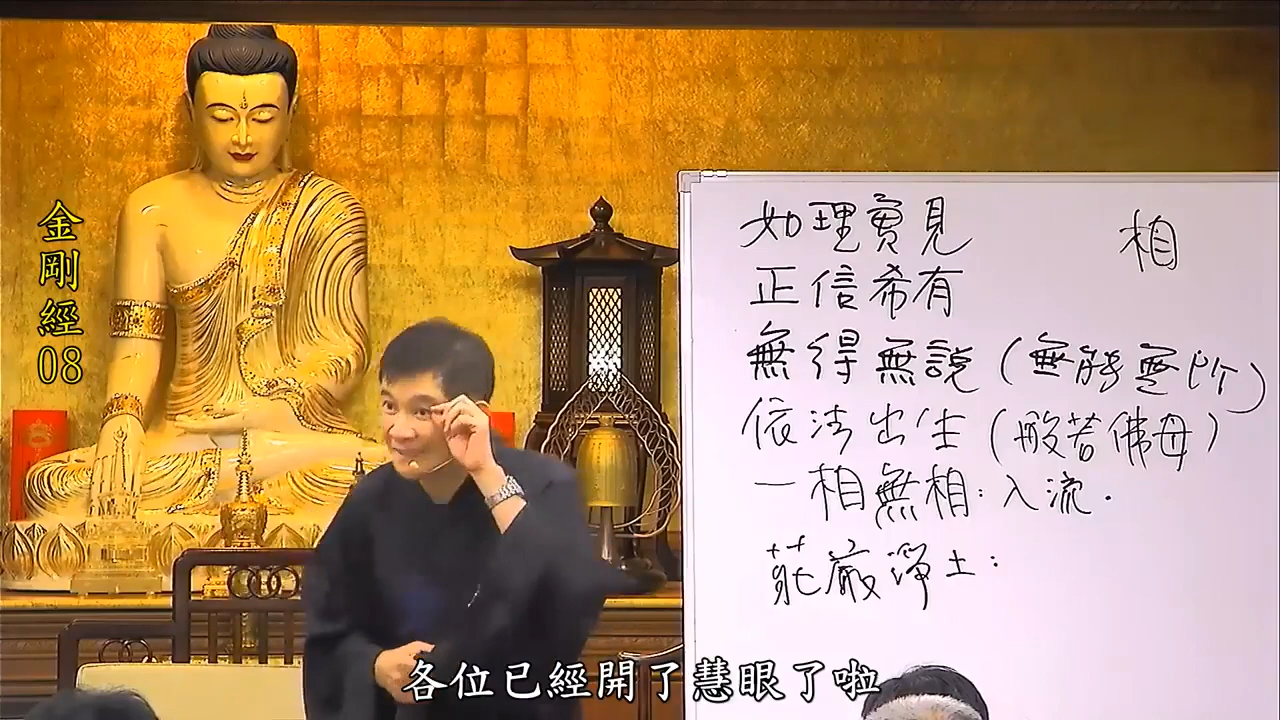 金剛經08
如理實見
相
正信希有
無得無說(無能無所)
依法出生(般若佛母)
一相無相:入流.
莊嚴淨土:
各位已經開了慧眼了啦